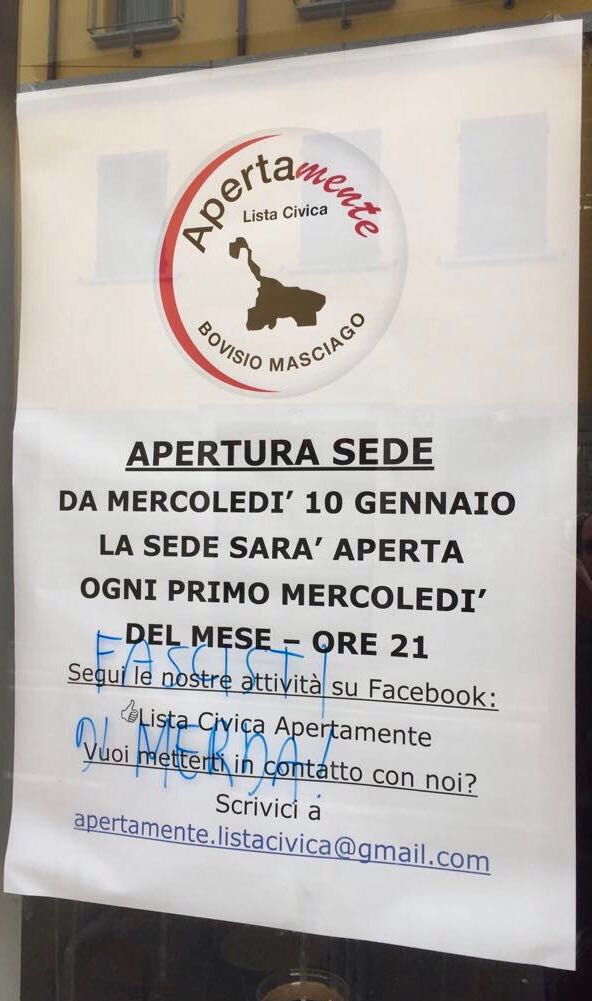 Apertamente
Lista Civica
BOVISIO MASCIAGO
APERTURA SEDE
DA MERCOLEDI' 10 GENNAIO
LA SEDE SARA' APERTA
OGNI PRIMO MERCOLEDI'
DEL MESE – ORE 21
FASCISTI
Segui le nostre attività su Facebook:
Lista Civica Apertamente
DI MERDA!
Vuoi metterti in contatto con noi?
Scrivici a
apertamente.listacivica@gmail.com